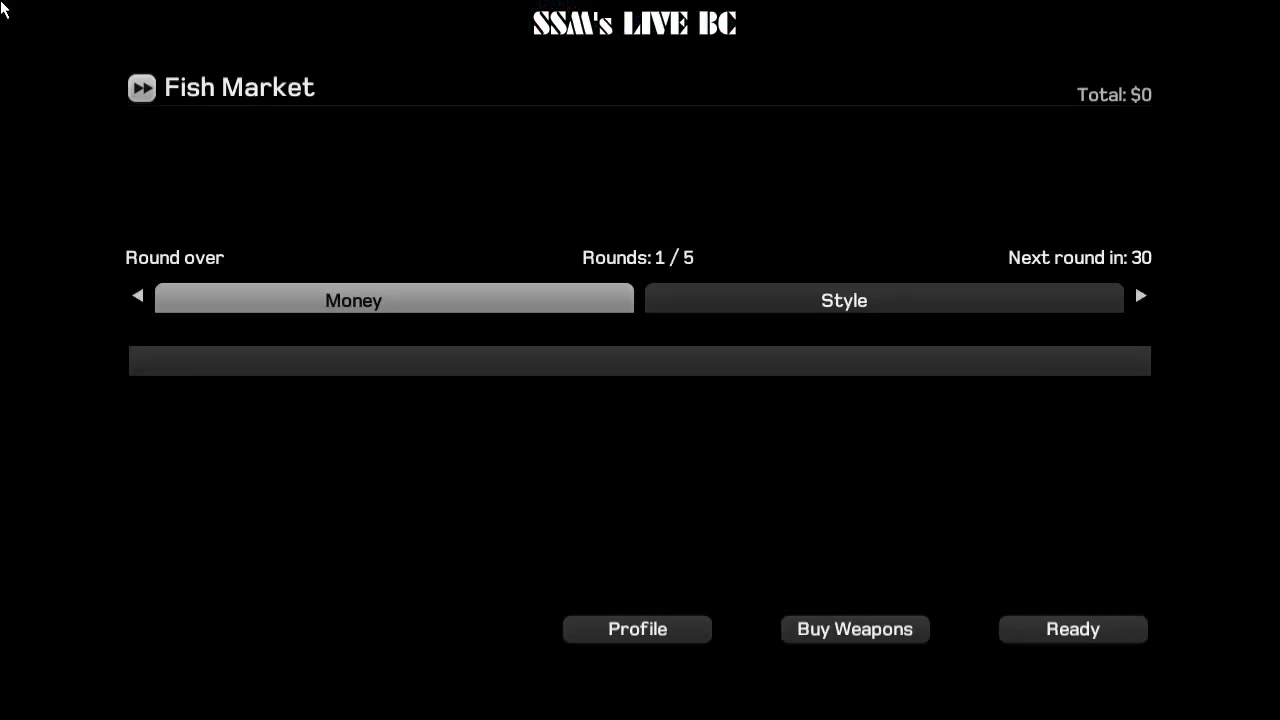 SSM's LIVE BC
Fish Market
Total: $0
Round over
Rounds: 1 / 5
Next round in: 30
Money
Style
Profile
Buy Weapons
Ready